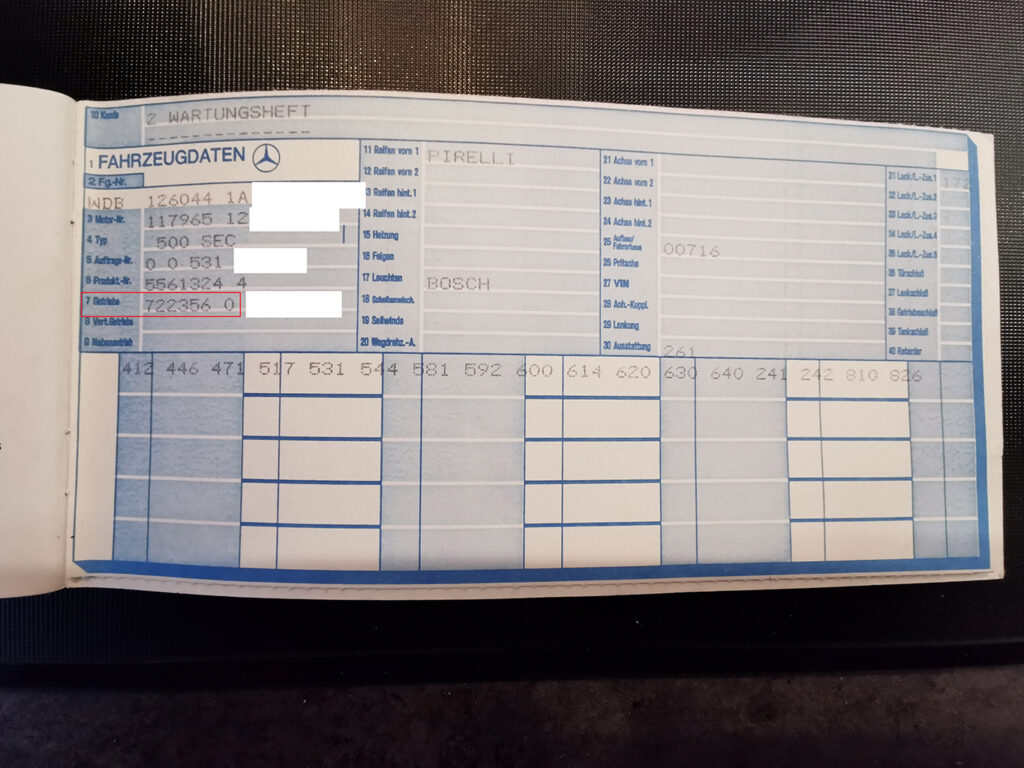 10 Kunde 2 WARTUNGSHEFT
1 FAHRZEUGDATEN
2 Fg.-Nr.
WDB 126044 1A
3 Motor-Nr. 117965 12
4 Typ 500 SEC
5 Auftrags-Nr. 0 0 531
6 Produkt.-Nr. 5561324 4
7 Getriebe 722356 0
8 Vert.Getriebe
9 Nebenantrieb
11 Reifen vorn 1 PIRELLI
12 Reifen vorn 2
3 Reifen hint.1
14 Reifen hint.2
15 Heizung
16 Felgen
17 Leuchten BOSCH
18 Scheibenwisch.
19 Seilwinde
20 Wegdrehz.-A.
21 Achse vorn 1
22 Achse vorn 2
23 Achse hint.1
24 Achse hint.2
25 Aufbau/ Fahrerhaus 00716
26 Pritsche
27 VIN
28 Anh.-Kuppl.
29 Lenkung
30 Ausstattung 261
31 Lack/L.-Zus.1 172
32 Lack/L.-Zus.2
33 Lack/L.-Zus.3
34 Lack/L.-Zus.4
35 Lack/L.-Zus.5
36 Türschloß
37 Lenkschloß
38 Getriebeschloß
39 Tankschloß
40 Retarder
412 446 471 517 531 544 581 592 600 614 620 630 640 241 242 810 826